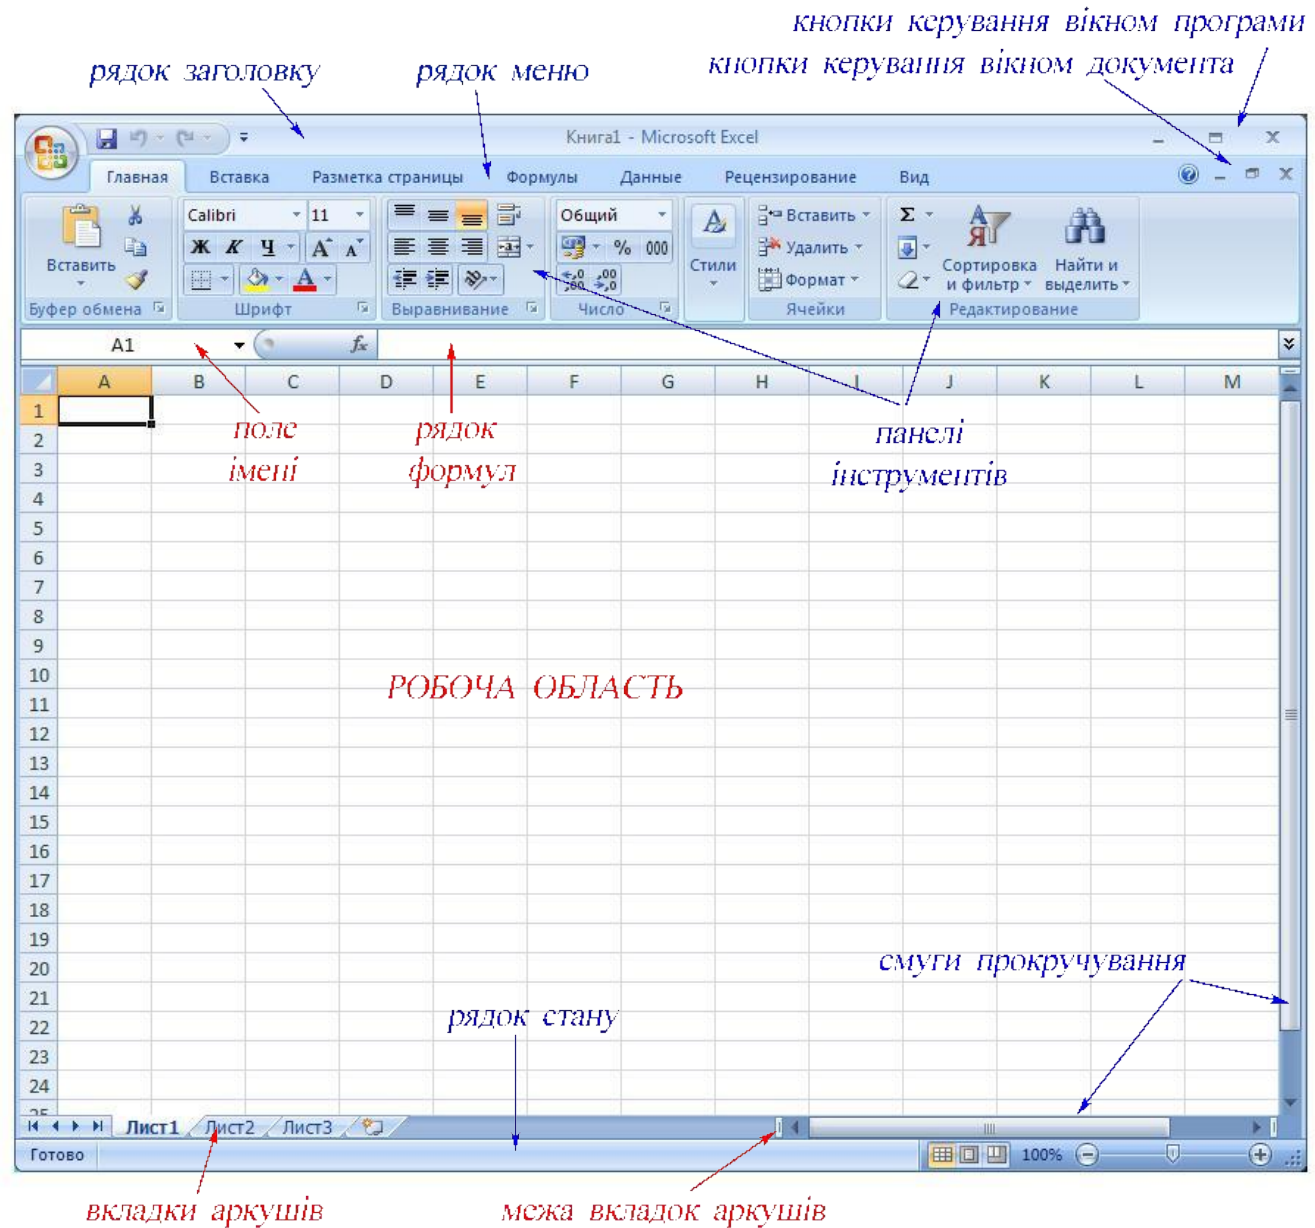 кнопки керування вікном програми
рядок заголовку рядок меню кнопки керування вікном документа
Книга1 - Microsoft Excel
Главная Вставка Разметка страницы Формулы Данные Рецензирование Вид
Calibri 11 Общий Вставить Σ
Ж К Ч A A % 000 Удалить
Вставить Стили Сортировка и фильтр Найти и выделить
Формат
Буфер обмена Шрифт Выравнивание Число Ячейки Редактирование
A1 fx
A B C D E F G H I J K L M
1
2
3
4
5
6
7
8
9
10
11
12
13
14
15
16
17
18
19
20
21
22
23
24
25
поле імені
рядок формул
панелі інструментів
РОБОЧА ОБЛАСТЬ
смуги прокручування
рядок стану
Лист1 Лист2 Лист3
Готово 100%
вкладки аркушів межа вкладок аркушів